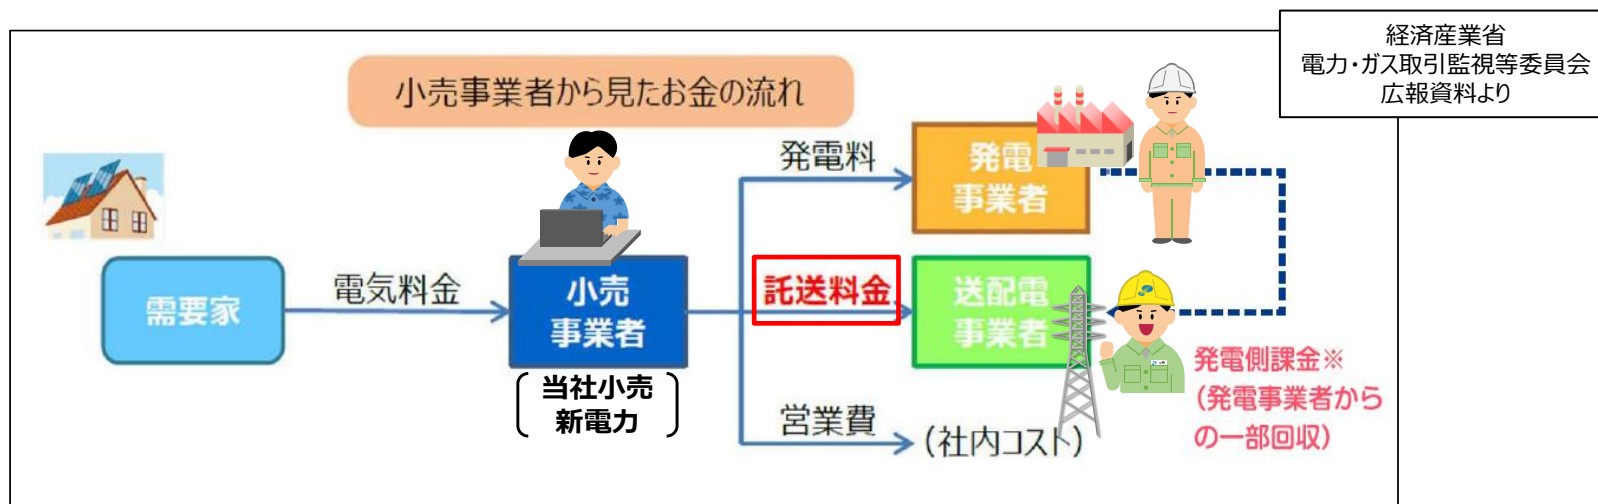 経済産業省
電力・ガス取引監視等委員会
広報資料より
小売事業者から見たお金の流れ
発電料
発電
事業者
需要家
電気料金
小売
事業者
託送料金
送配電
事業者
当社小売
新電力
発電側課金※
（発電事業者から
の一部回収）
営業費
（社内コスト）